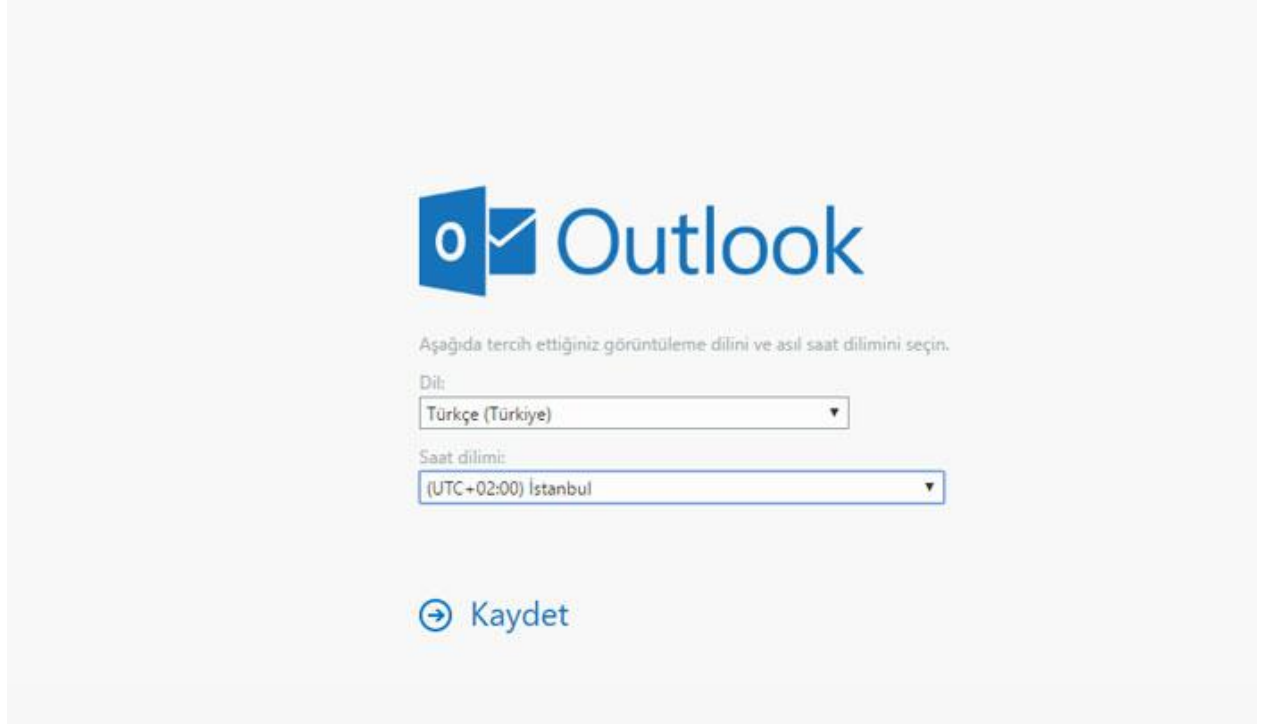 Outlook
Aşağıda tercih ettiğiniz görüntüleme dilini ve asıl saat dilimini seçin.
Dil:
Türkçe (Türkiye)
Saat dilimi:
(UTC+02:00) İstanbul
Kaydet